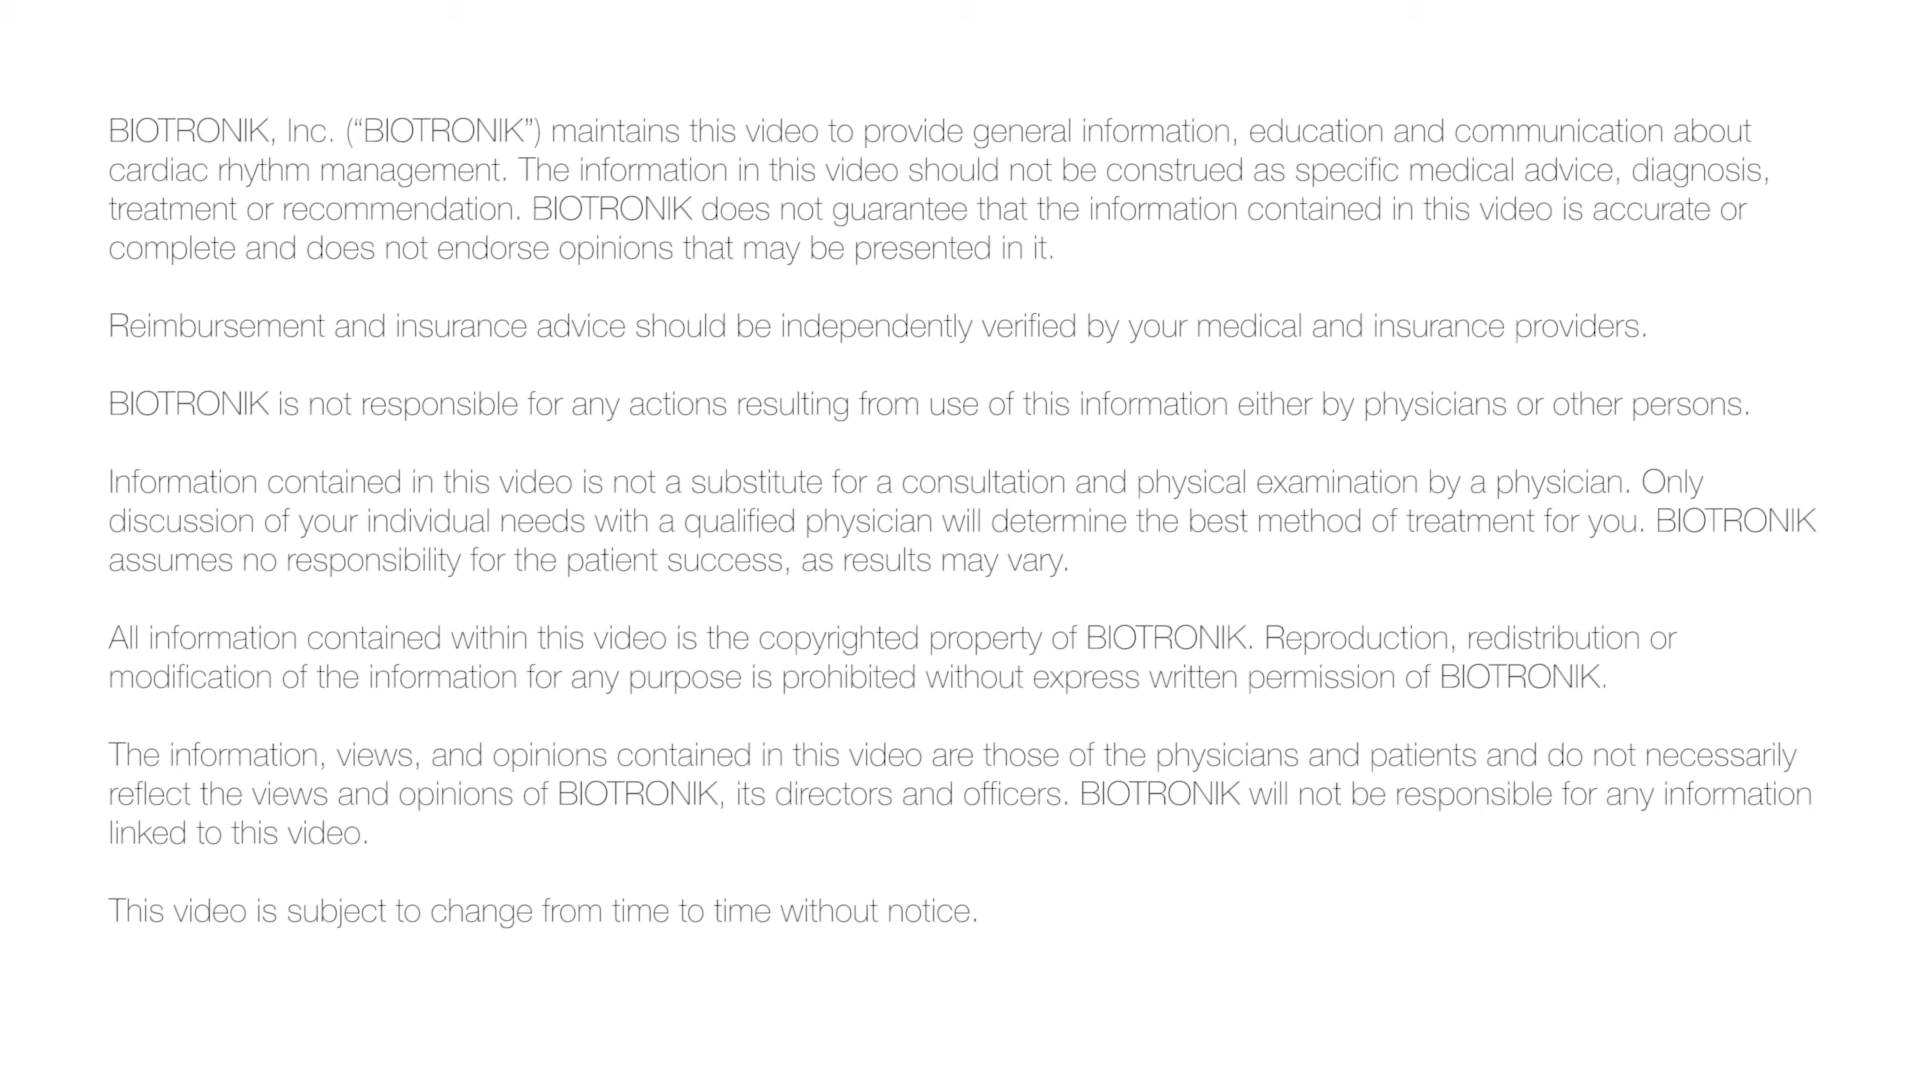 BIOTRONIK, Inc. (“BIOTRONIK”) maintains this video to provide general information, education and communication about
cardiac rhythm management. The information in this video should not be construed as specific medical advice, diagnosis,
treatment or recommendation. BIOTRONIK does not guarantee that the information contained in this video is accurate or
complete and does not endorse opinions that may be presented in it.
Reimbursement and insurance advice should be independently verified by your medical and insurance providers.
BIOTRONIK is not responsible for any actions resulting from use of this information either by physicians or other persons.
Information contained in this video is not a substitute for a consultation and physical examination by a physician. Only
discussion of your individual needs with a qualified physician will determine the best method of treatment for you. BIOTRONIK
assumes no responsibility for the patient success, as results may vary.
All information contained within this video is the copyrighted property of BIOTRONIK. Reproduction, redistribution or
modification of the information for any purpose is prohibited without express written permission of BIOTRONIK.
The information, views, and opinions contained in this video are those of the physicians and patients and do not necessarily
reflect the views and opinions of BIOTRONIK, its directors and officers. BIOTRONIK will not be responsible for any information
linked to this video.
This video is subject to change from time to time without notice.